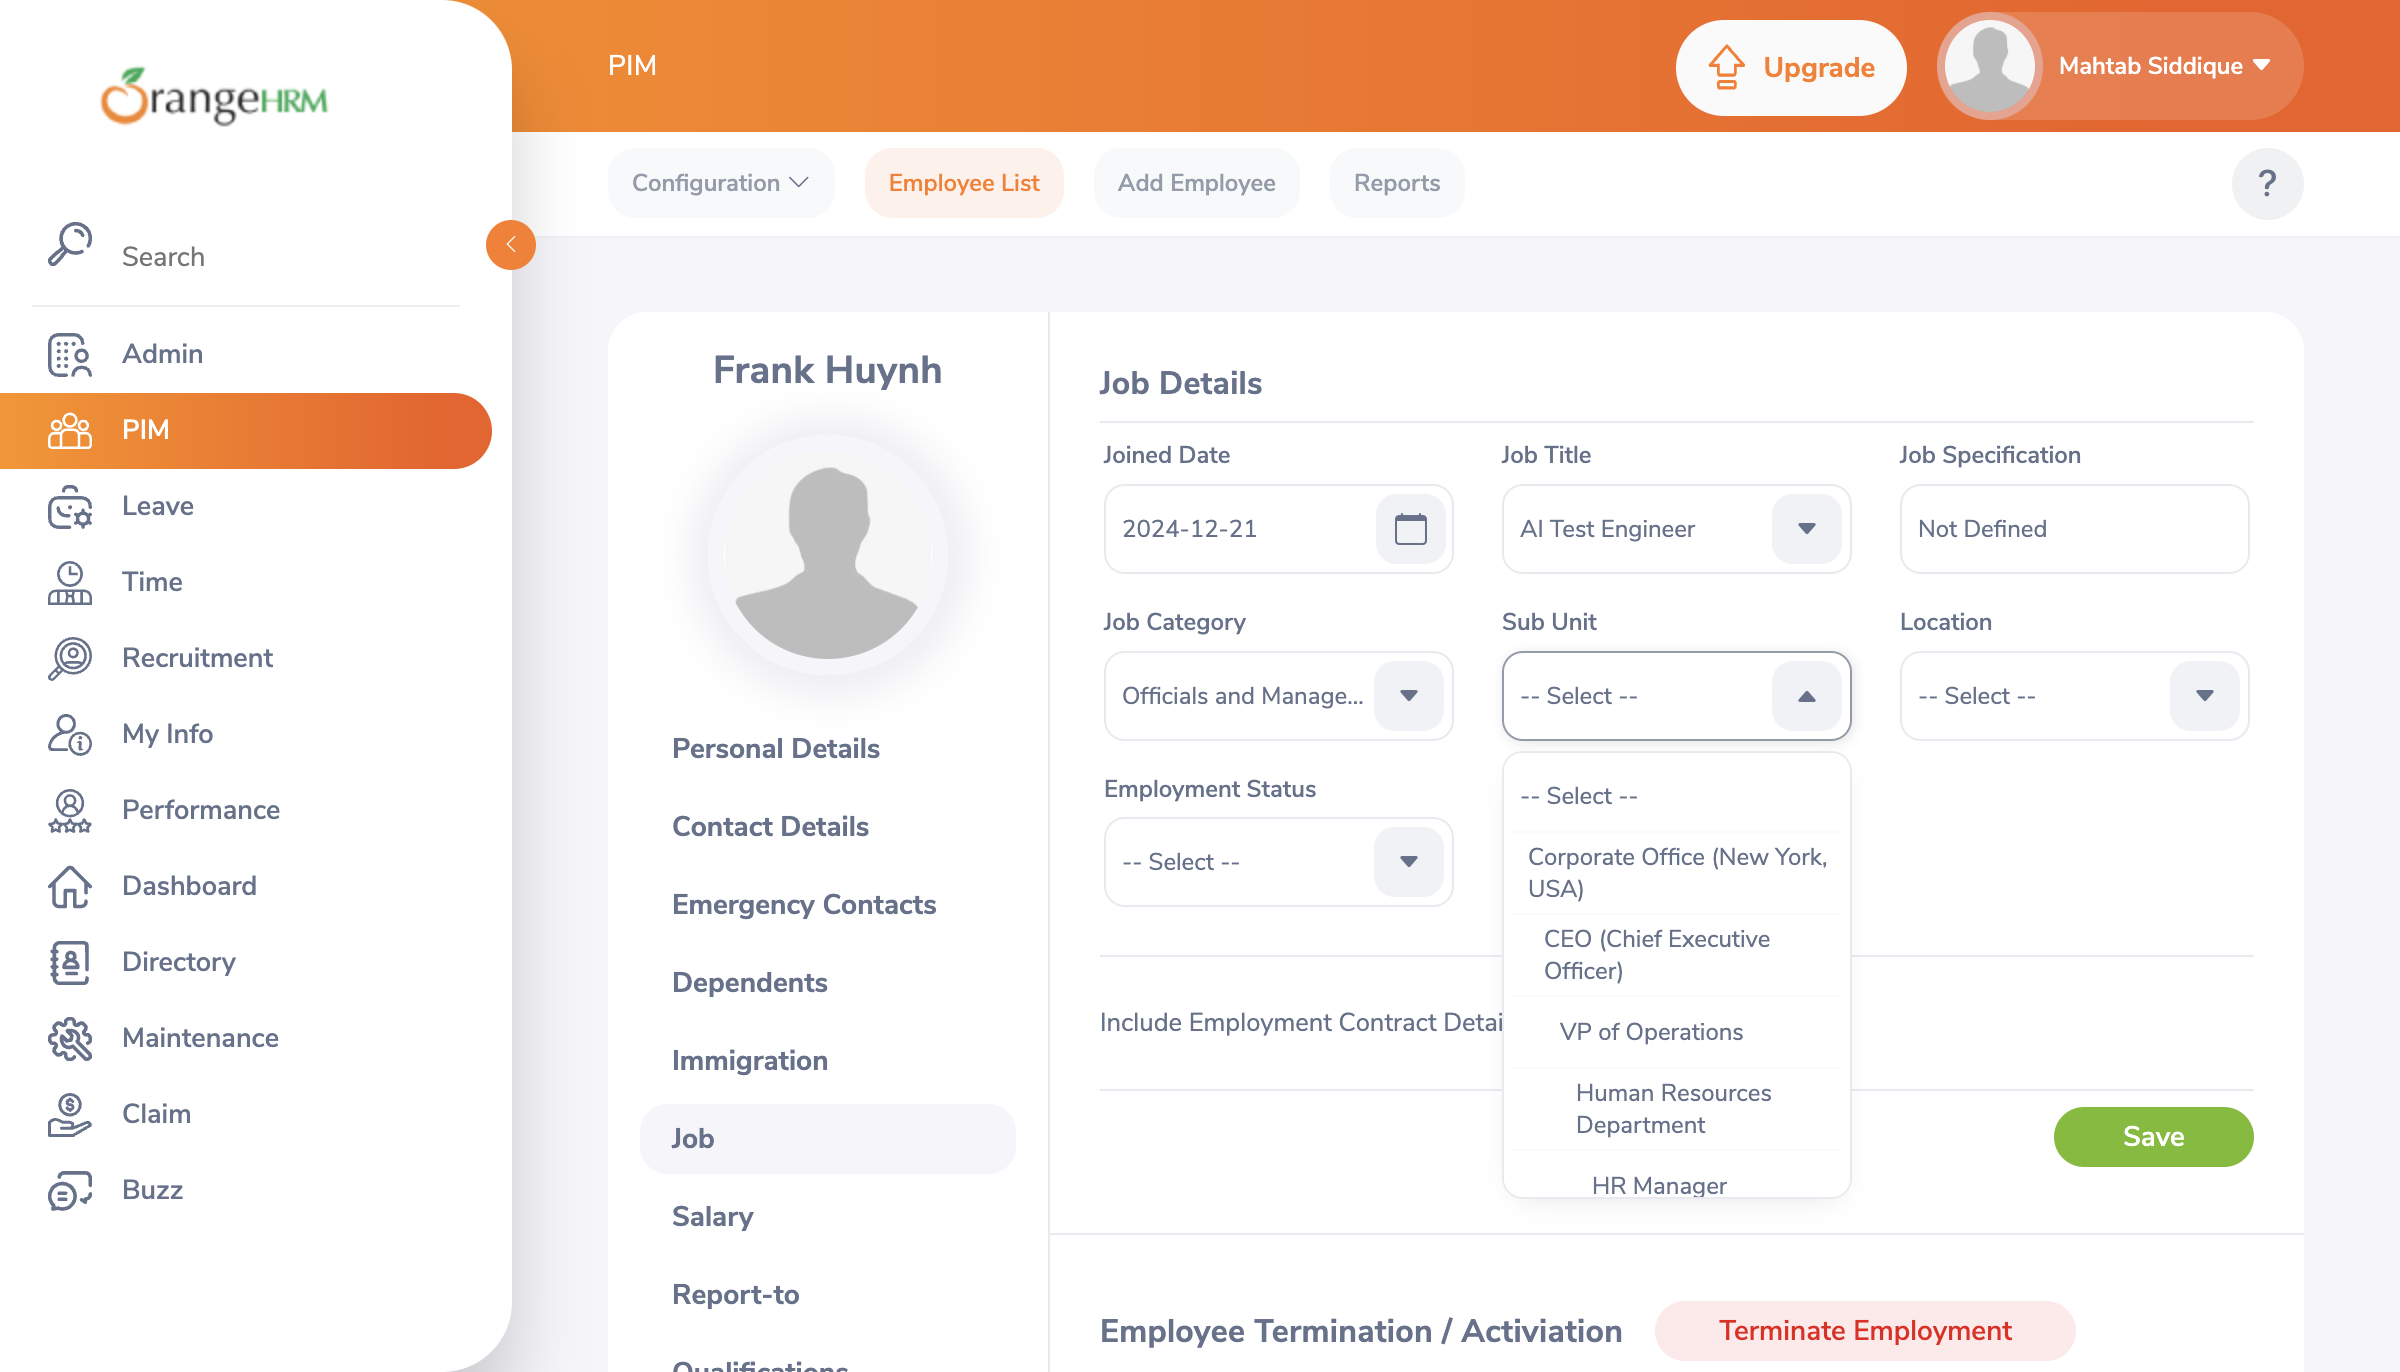 OrangeHRM
PIM
Upgrade
Mahtab Siddique
Configuration
Employee List
Add Employee
Reports
?
Search
Admin
PIM
Leave
Time
Recruitment
My Info
Performance
Dashboard
Directory
Maintenance
Claim
Buzz
Frank Huynh
Personal Details
Contact Details
Emergency Contacts
Dependents
Immigration
Job
Salary
Report-to
Qualifications
Job Details
Joined Date
Job Title
Job Specification
2024-12-21
AI Test Engineer
Not Defined
Job Category
Sub Unit
Location
Officials and Manage...
-- Select --
-- Select --
Employment Status
-- Select --
-- Select --
Corporate Office (New York,
USA)
CEO (Chief Executive
Officer)
VP of Operations
Human Resources
Department
HR Manager
Include Employment Contract Detai
Save
Employee Termination / Activiation
Terminate Employment